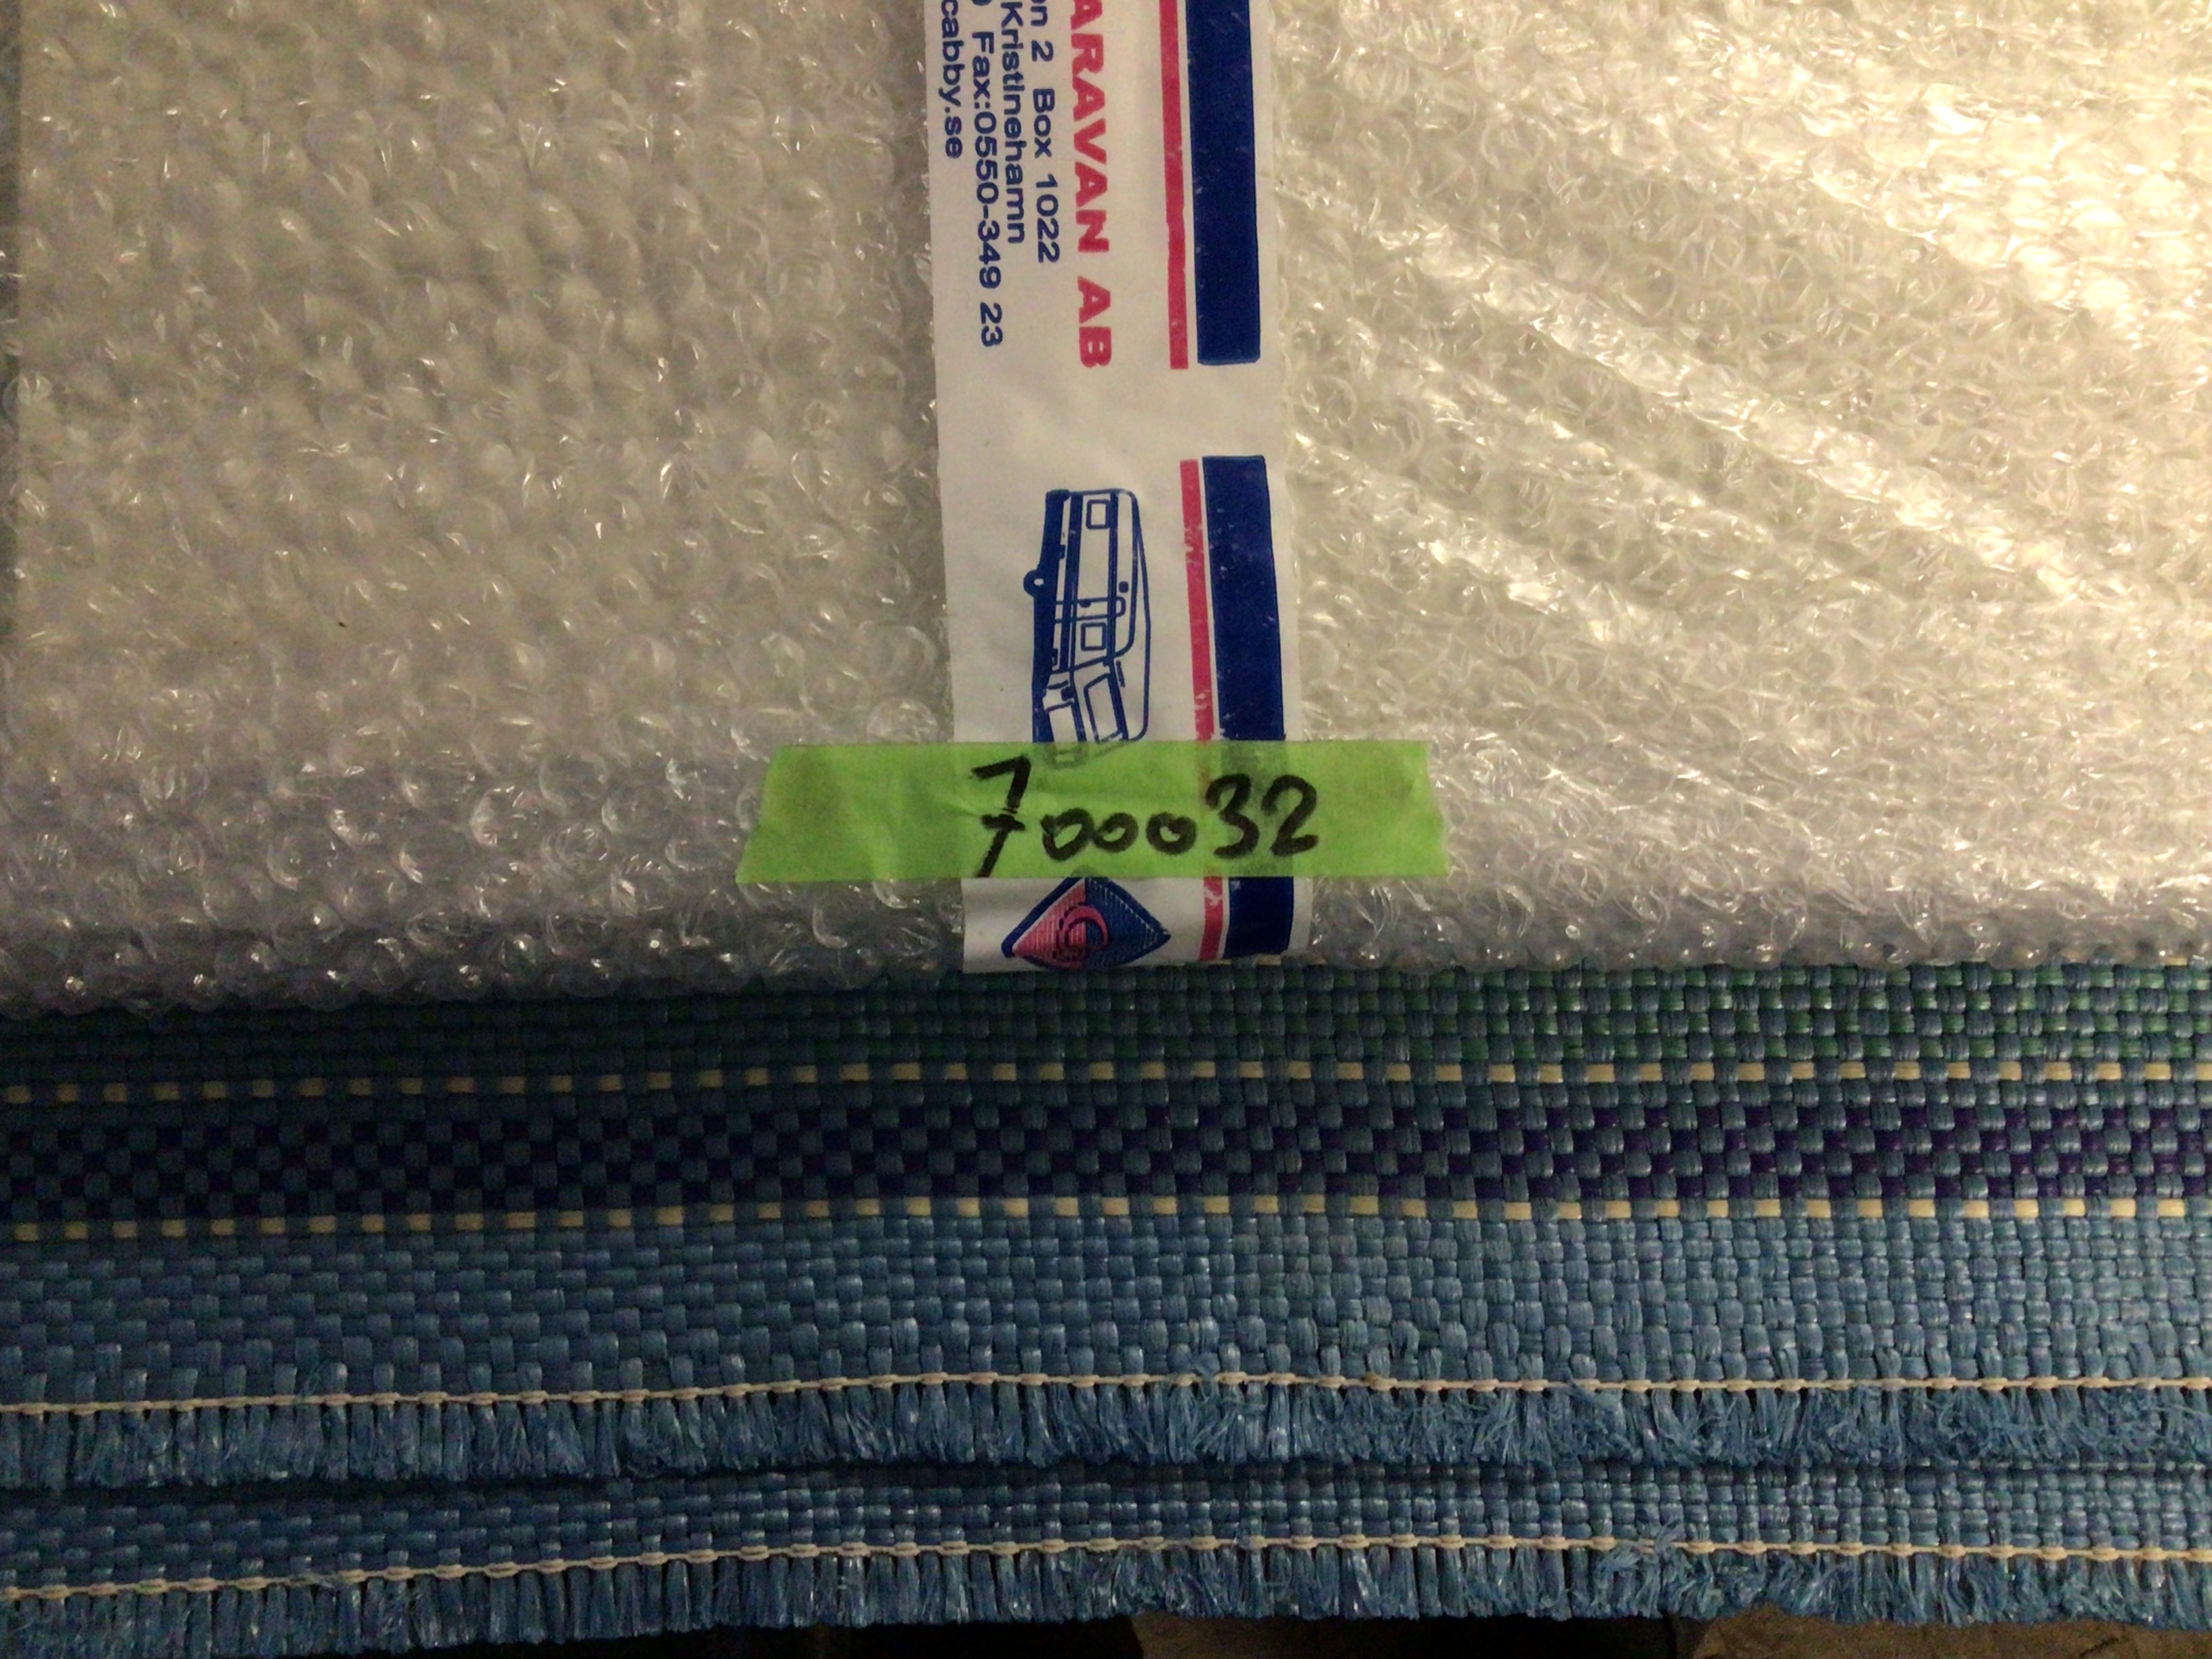 ARAVAN AB
n 2 Box 1022
Kristinehamn
Fax:0550-349 23
cabby.se
700032